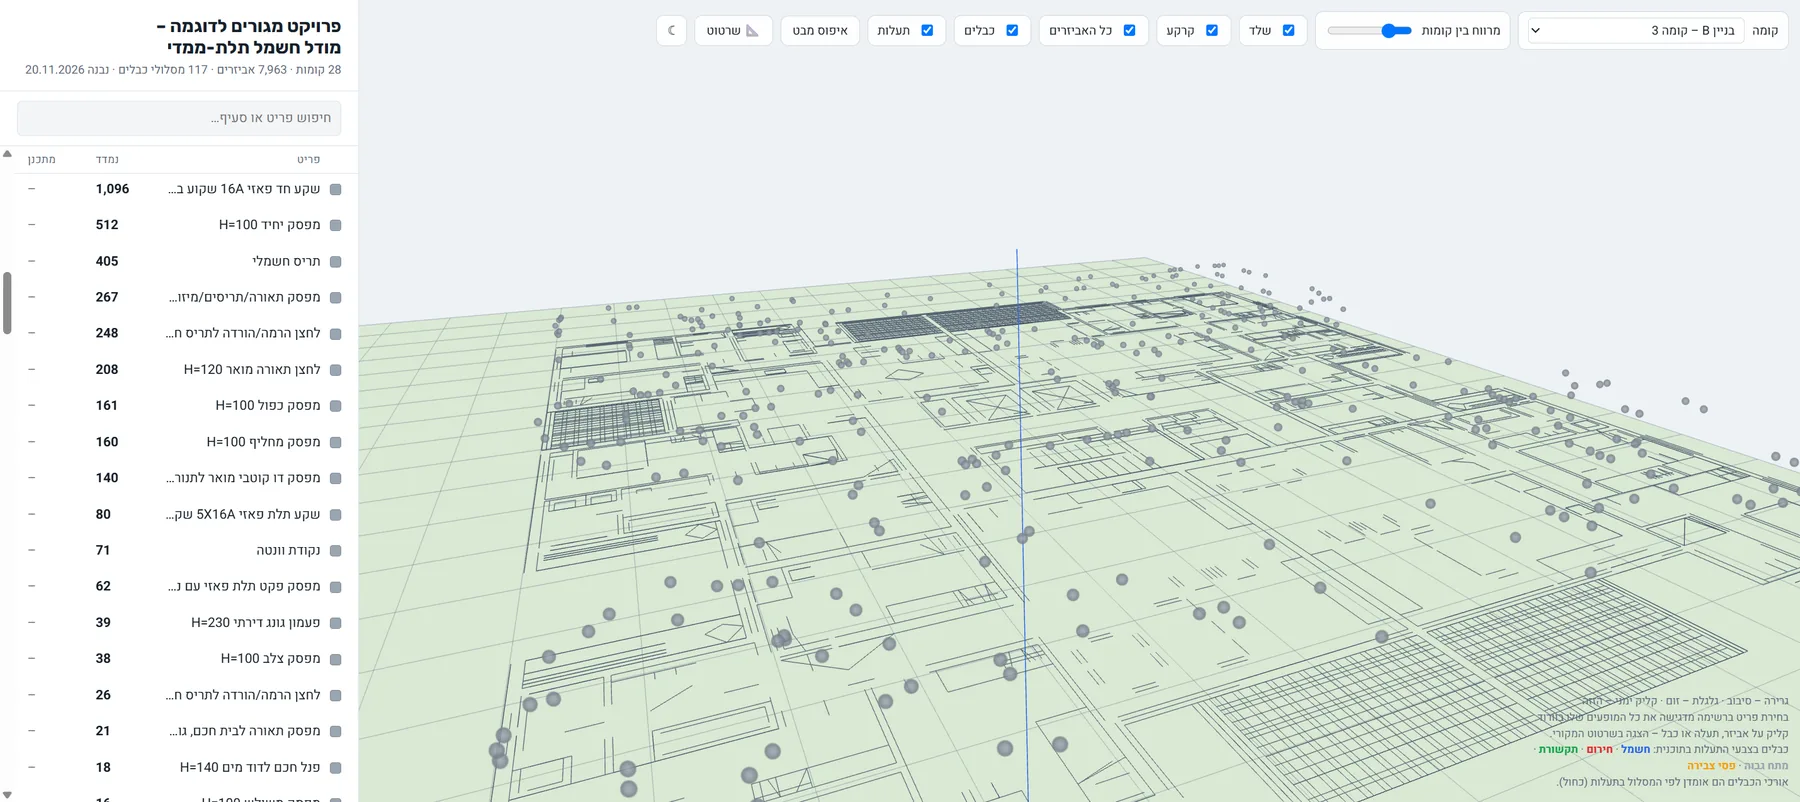 פרויקט מגורים לדוגמה –
מודל חשמל תלת-ממדי
28 קומות · 7,963 אביזרים · 117 מסלולי כבלים · נבנה 20.11.2026
חיפוש פריט או סעיף...
קומה
בניין B – קומה 3
מרווח בין קומות
שלד
קרקע
כל האביזרים
כבלים
תעלות
איפוס מבט
שרטוט
פריט נמדד מתכנן
שקע חד פאזי 16A שקוע ב... 1,096 –
מפסק יחיד H=100 512 –
תריס חשמלי 405 –
מפסק תאורה/תריסים/מיזו... 267 –
לחצן הרמה/הורדה לתריס ח... 248 –
לחצן תאורה מואר H=120 208 –
מפסק כפול H=100 161 –
מפסק מחליף H=100 160 –
מפסק דו קוטבי מואר לתנור... 140 –
שקע תלת פאזי 5X16A שק... 80 –
נקודת וונטה 71 –
מפסק פקט תלת פאזי עם נ... 62 –
פעמון גונג דירתי H=230 39 –
מפסק צלב H=100 38 –
לחצן הרמה/הורדה לתריס ח... 26 –
מפסק תאורה לבית חכם, גו... 21 –
פנל חכם לדוד מים H=140 18 –
גרירה – סיבוב · גלגלת – זום · קליק ימני – הזזה
בחירת פריט ברשימה מדגישה את כל המופעים שלו בוורוד.
קליק על אביזר, תעלה או כבל – הצגה בשרטוט המקורי.
כבלים בצבעי התעלות בתוכנית: חשמל · חירום · תקשורת ·
מתח גבוה · פסי צבירה
אורכי הכבלים הם אומדן לפי המסלול בתעלות (כחול).